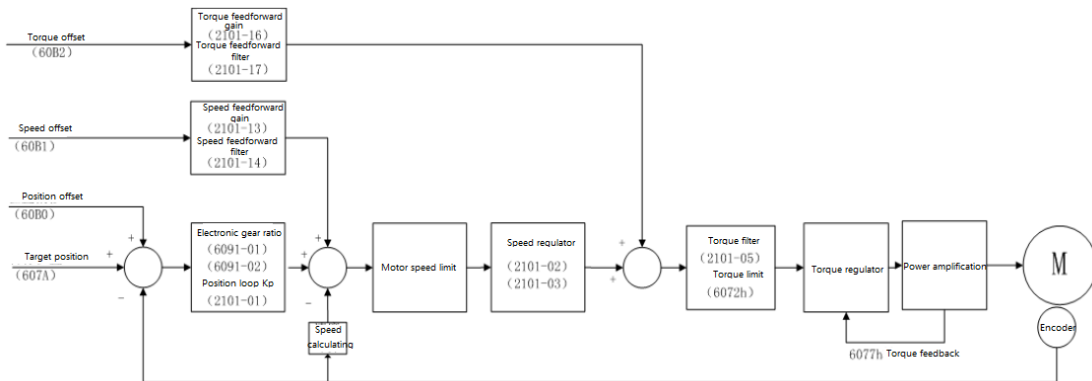 Torque offset
(60B2)
Torque feedforward
gain
(2101-16)
Torque feedforward
filter
(2101-17)
Speed offset
(60B1)
Speed feedforward
gain
(2101-13)
Speed feedforward
filter
(2101-14)
Position offset
(60B0)
Target position
(607A)
+
+
−
Electronic gear ratio
(6091-01)
(6091-02)
Position loop Kp
(2101-01)
+
+
−
Speed
calculating
Motor speed limit
Speed requlator
(2101-02)
(2101-03)
+
+
Torque filter
(2101-05)
Torque limit
(6072h)
Torque regulator
Power amplification
6077h Torque feedback
M
Encoder